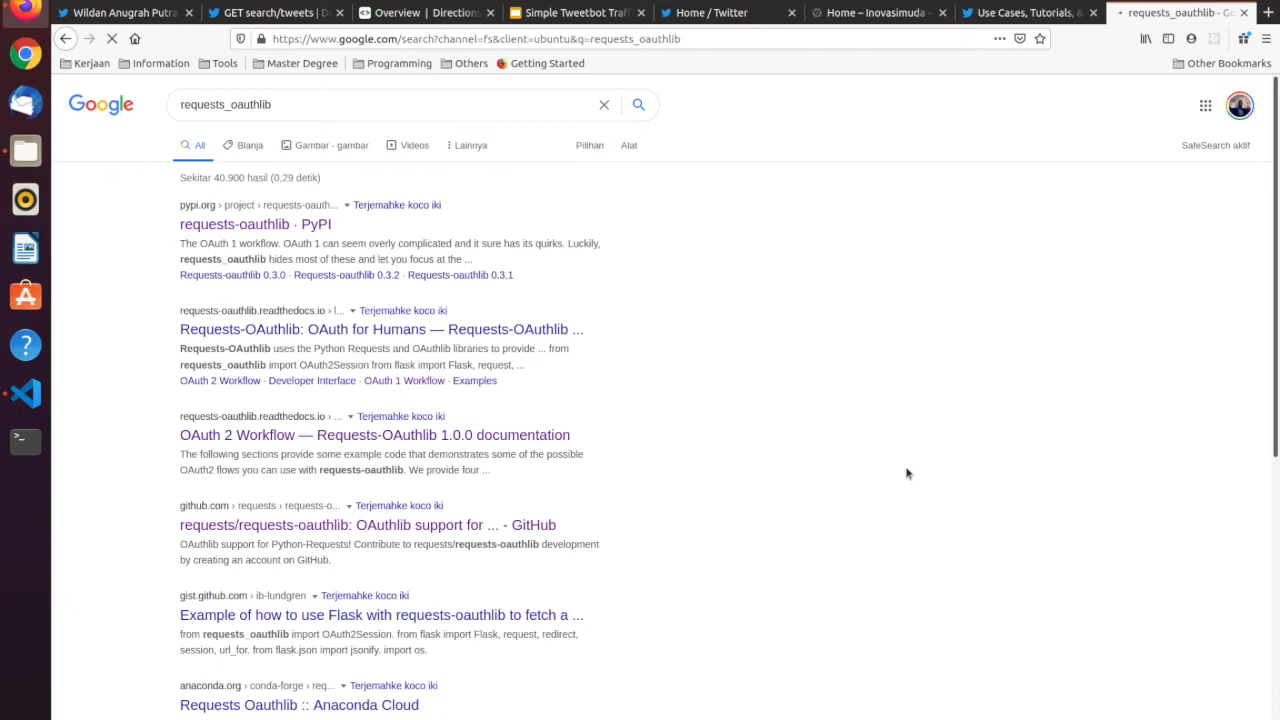 Wildan Anugrah Putra
GET search/tweets | D
Overview | Directions
Simple Tweetbot Traf
Home / Twitter
Home – Inovasimuda -
Use Cases, Tutorials, &
requests_oauthlib - Go
https://www.google.com/search?channel=fs&client=ubuntu&q=requests_oauthlib
Kerjaan
Information
Tools
Master Degree
Programming
Others
Getting Started
Other Bookmarks
Google
requests_oauthlib
All
Blanja
Gambar - gambar
Videos
Lainnya
Pilihan
Alat
SafeSearch aktif
Sekitar 40.900 hasil (0,29 detik)
pypi.org › project › requests-oauth... Terjemahke koco iki
requests-oauthlib · PyPI
The OAuth 1 workflow. OAuth 1 can seem overly complicated and it sure has its quirks. Luckily,
requests_oauthlib hides most of these and let you focus at the ...
Requests-oauthlib 0.3.0 · Requests-oauthlib 0.3.2 · Requests-oauthlib 0.3.1
requests-oauthlib.readthedocs.io › l... Terjemahke koco iki
Requests-OAuthlib: OAuth for Humans — Requests-OAuthlib ...
Requests-OAuthlib uses the Python Requests and OAuthlib libraries to provide ... from
requests_oauthlib import OAuth2Session from flask import Flask, request, ...
OAuth 2 Workflow · Developer Interface · OAuth 1 Workflow · Examples
requests-oauthlib.readthedocs.io › ... Terjemahke koco iki
OAuth 2 Workflow — Requests-OAuthlib 1.0.0 documentation
The following sections provide some example code that demonstrates some of the possible
OAuth2 flows you can use with requests-oauthlib. We provide four ...
github.com › requests › requests-o... Terjemahke koco iki
requests/requests-oauthlib: OAuthlib support for ... - GitHub
OAuthlib support for Python-Requests! Contribute to requests/requests-oauthlib development
by creating an account on GitHub.
gist.github.com › ib-lundgren Terjemahke koco iki
Example of how to use Flask with requests-oauthlib to fetch a ...
from requests_oauthlib import OAuth2Session. from flask import Flask, request, redirect,
session, url_for. from flask.json import jsonify. import os.
anaconda.org › conda-forge › req... Terjemahke koco iki
Requests Oauthlib :: Anaconda Cloud